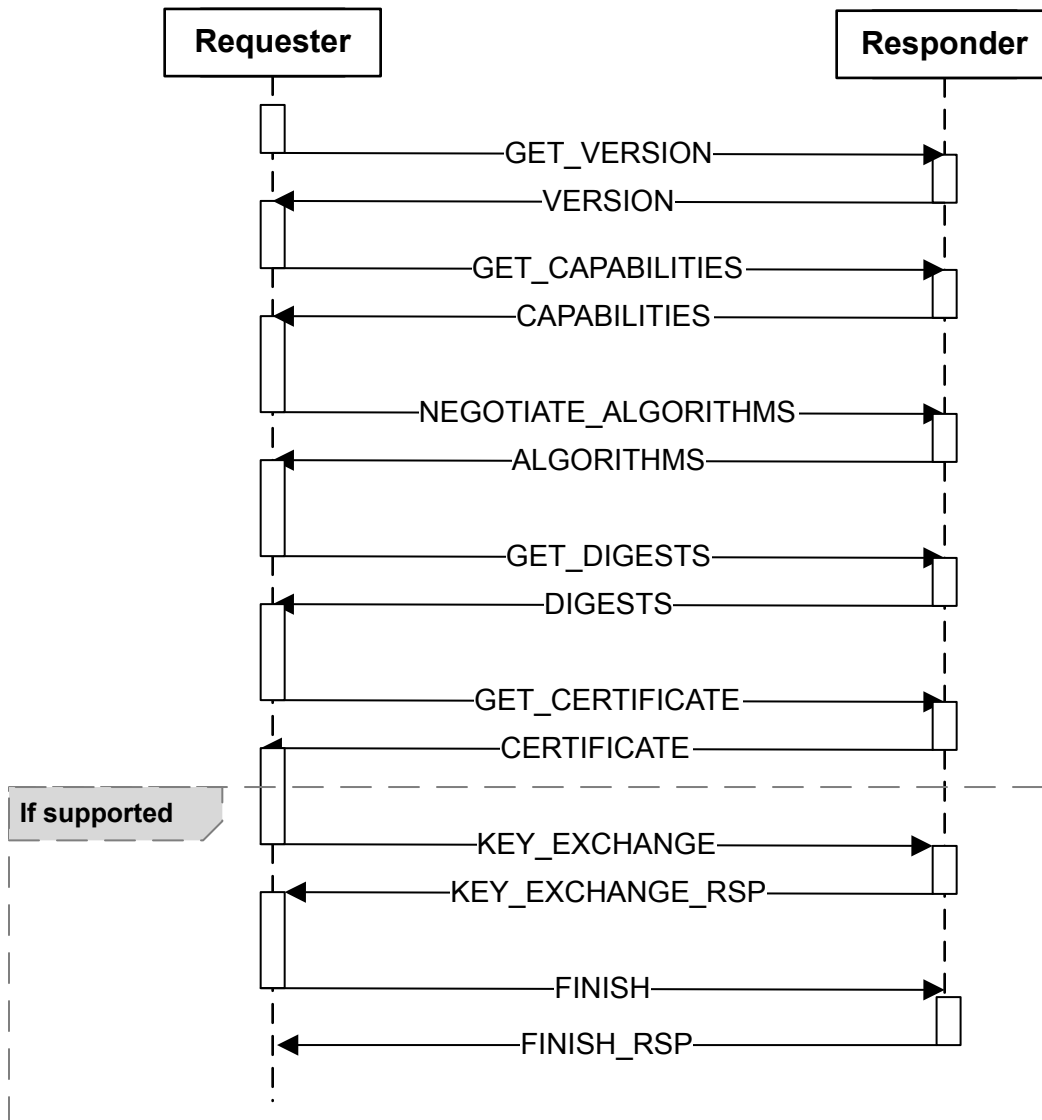 Requester
Responder
GET_VERSION
VERSION
GET_CAPABILITIES
CAPABILITIES
NEGOTIATE_ALGORITHMS
ALGORITHMS
GET_DIGESTS
DIGESTS
GET_CERTIFICATE
CERTIFICATE
If supported
KEY_EXCHANGE
KEY_EXCHANGE_RSP
FINISH
FINISH_RSP